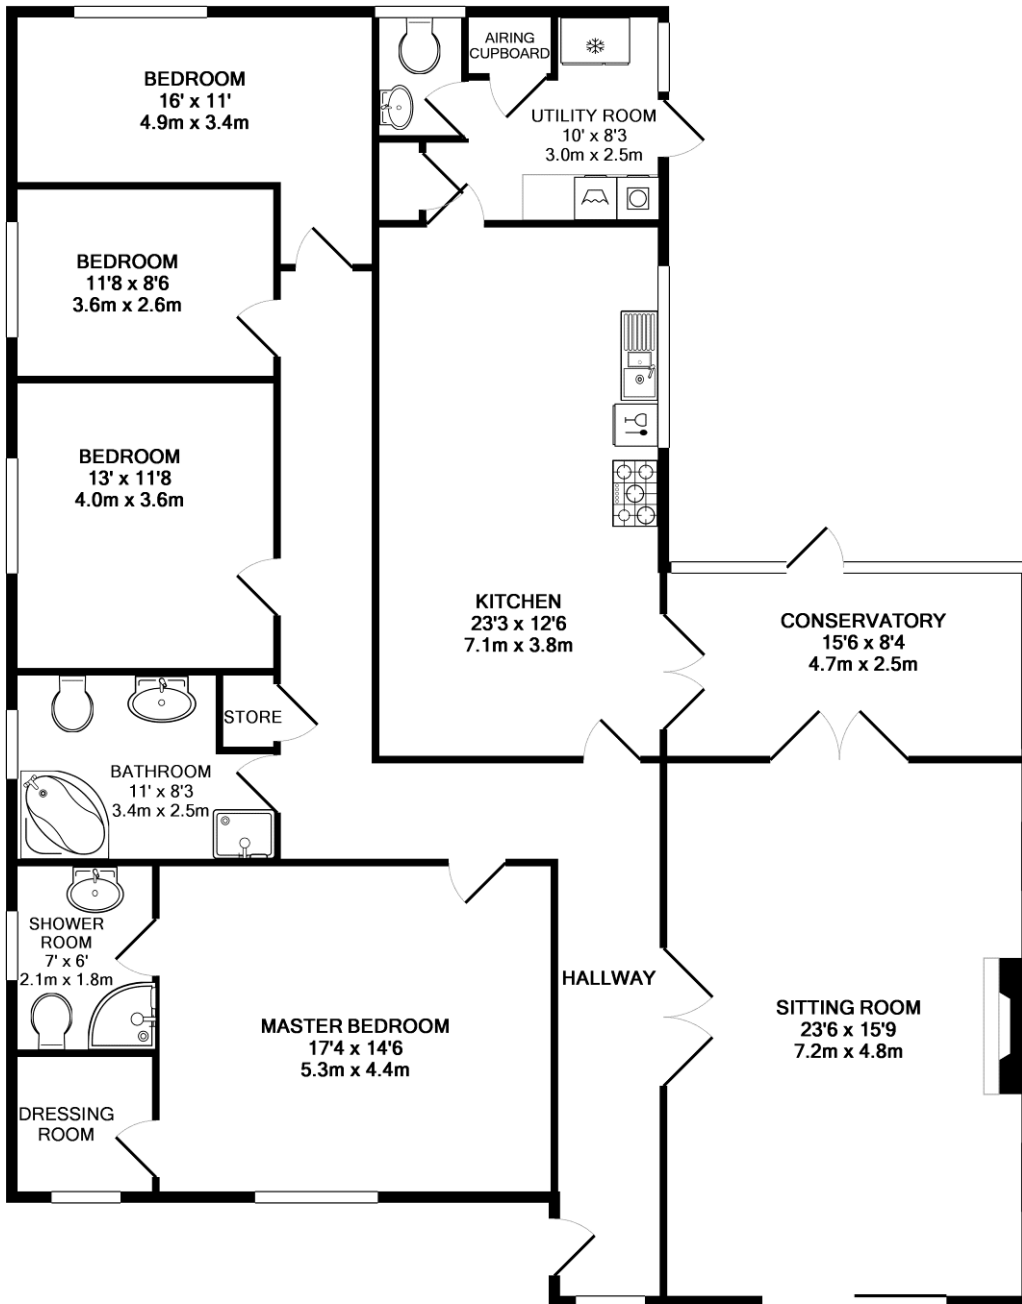 BEDROOM
16' x 11'
4.9m x 3.4m
AIRING
CUPBOARD
UTILITY ROOM
10' x 8'3
3.0m x 2.5m
BEDROOM
11'8 x 8'6
3.6m x 2.6m
BEDROOM
13' x 11'8
4.0m x 3.6m
KITCHEN
23'3 x 12'6
7.1m x 3.8m
CONSERVATORY
15'6 x 8'4
4.7m x 2.5m
STORE
BATHROOM
11' x 8'3
3.4m x 2.5m
SHOWER
ROOM
7' x 6'
2.1m x 1.8m
HALLWAY
MASTER BEDROOM
17'4 x 14'6
5.3m x 4.4m
SITTING ROOM
23'6 x 15'9
7.2m x 4.8m
DRESSING
ROOM